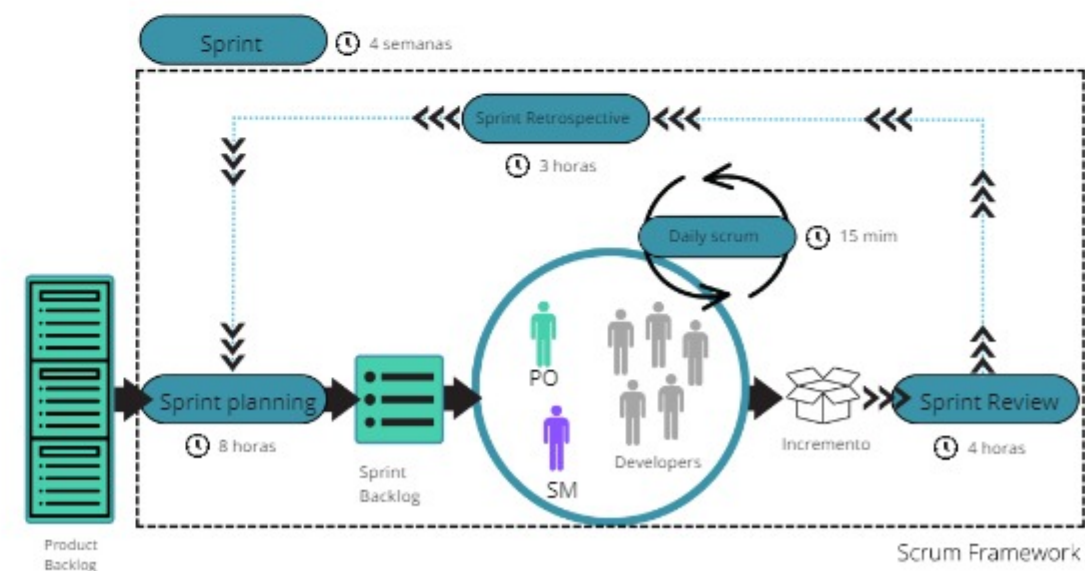 Sprint
4 semanas
Sprint Retrospective
3 horas
Daily scrum
15 mim
PO
SM
Developers
Sprint planning
8 horas
Sprint
Backlog
Incremento
Sprint Review
4 horas
Product
Backlog
Scrum Framework